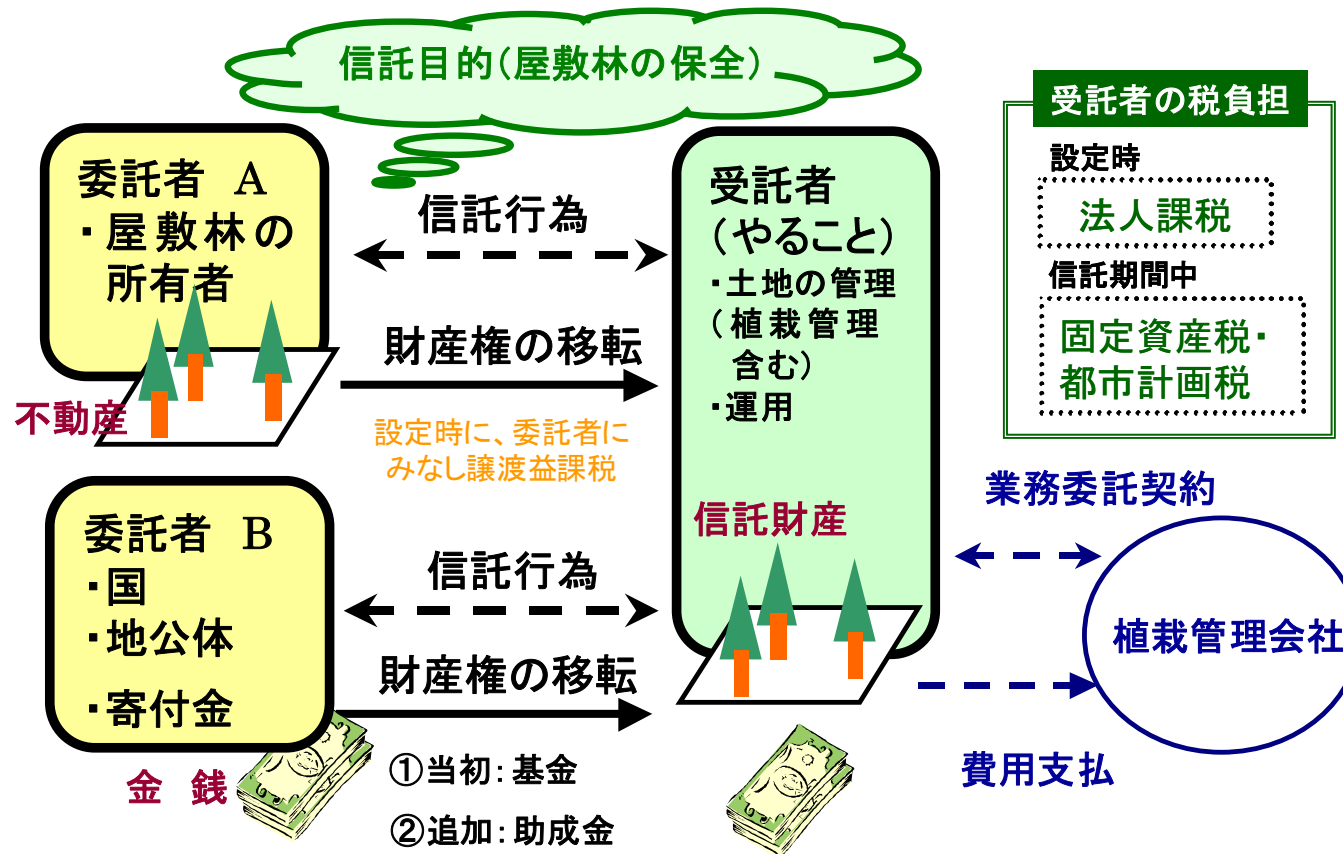 信託目的(屋敷林の保全)
委託者 A
・屋敷林の
所有者
不動産
信託行為
財産権の移転
設定時に、委託者に
みなし譲渡益課税
委託者 B
・国
・地公体
・寄付金
金 銭
信託行為
財産権の移転
①当初：基金
②追加：助成金
受託者
(やること)
・土地の管理
(植栽管理
含む)
・運用
信託財産
受託者の税負担
設定時
法人課税
信託期間中
固定資産税・
都市計画税
業務委託契約
植栽管理会社
費用支払